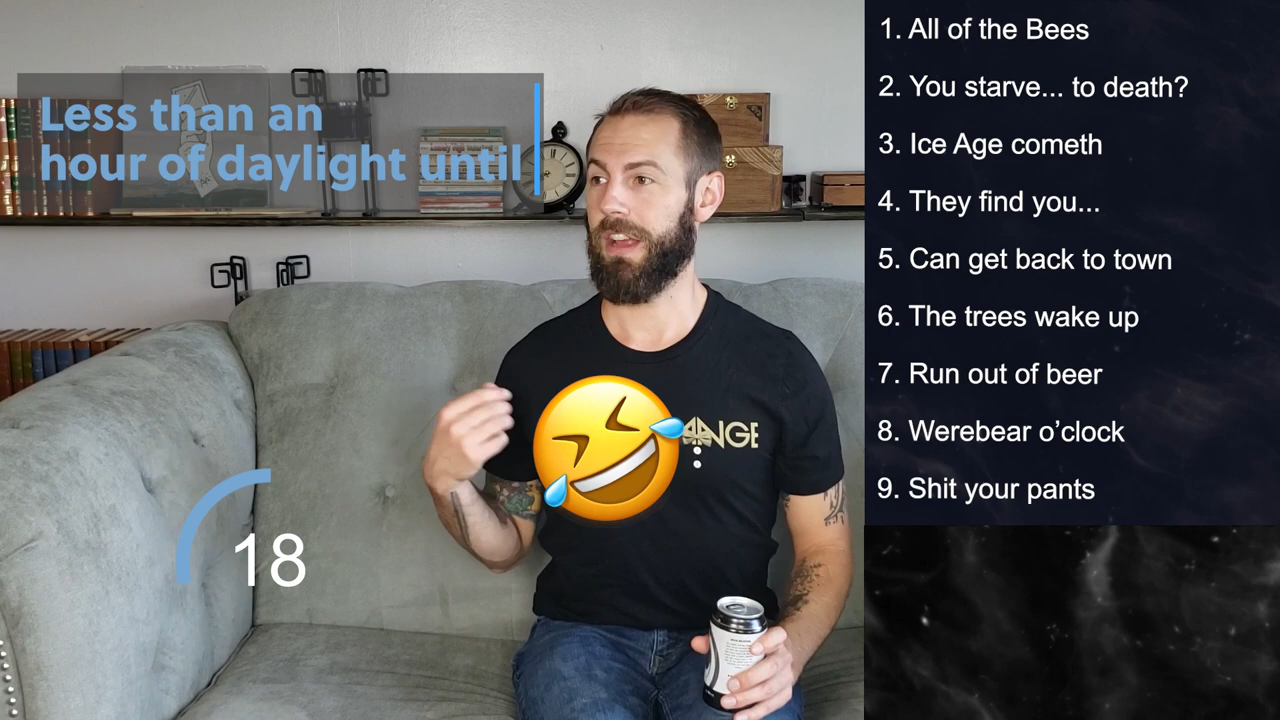 Less than an
hour of daylight until
18
NGE
1. All of the Bees
2. You starve... to death?
3. Ice Age cometh
4. They find you...
5. Can get back to town
6. The trees wake up
7. Run out of beer
8. Werebear o’clock
9. Shit your pants